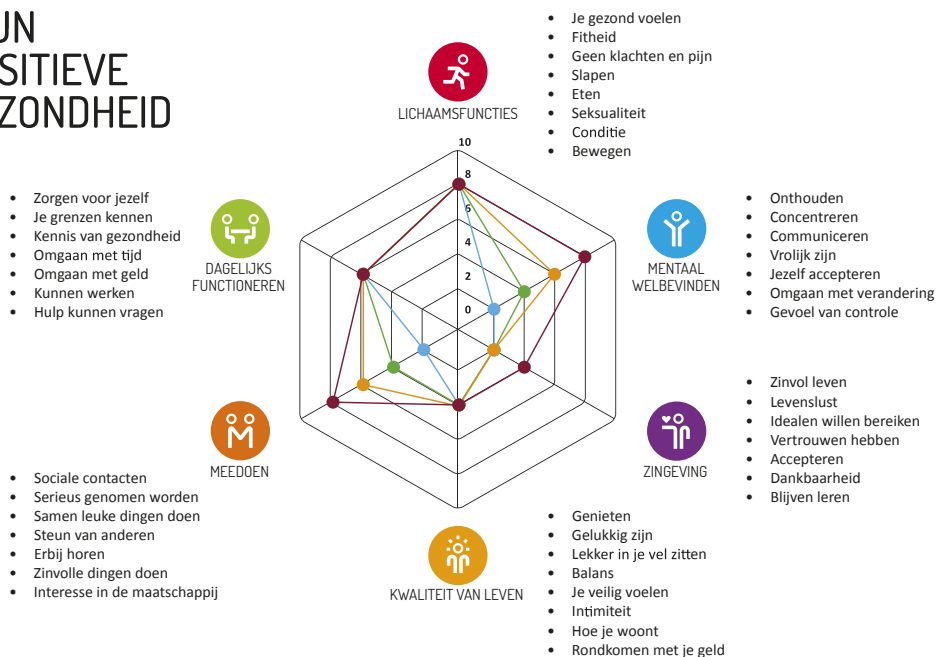 UN
SITIEVE
ZONDHEID
LICHAAMSFUNCTIES
• Je gezond voelen
• Fitheid
• Geen klachten en pijn
• Slapen
• Eten
• Seksualiteit
• Conditie
• Bewegen
10
8
6
4
2
0
• Zorgen voor jezelf
• Je grenzen kennen
• Kennis van gezondheid
• Omgaan met tijd
• Omgaan met geld
• Kunnen werken
• Hulp kunnen vragen
DAGELIJKS
FUNCTIONEREN
MENTAAL
WELBEVINDEN
• Onthouden
• Concentreren
• Communiceren
• Vrolijk zijn
• Jezelf accepteren
• Omgaan met verandering
• Gevoel van controle
• Zinvol leven
• Levenslust
• Idealen willen bereiken
• Vertrouwen hebben
• Accepteren
• Dankbaarheid
• Blijven leren
ZINGEVING
MEEDOEN
• Sociale contacten
• Serieus genomen worden
• Samen leuke dingen doen
• Steun van anderen
• Erbij horen
• Zinvolle dingen doen
• Interesse in de maatschappij
KWALITEIT VAN LEVEN
• Genieten
• Gelukkig zijn
• Lekker in je vel zitten
• Balans
• Je veilig voelen
• Intimiteit
• Hoe je woont
• Rondkomen met je geld